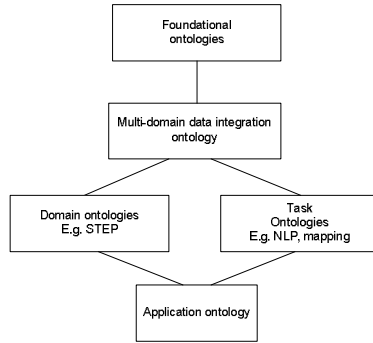 Foundational
ontologies
Multi-domain data integration
ontology
Domain ontologies
E.g. STEP
Task
Ontologies
E.g. NLP, mapping
Application ontology